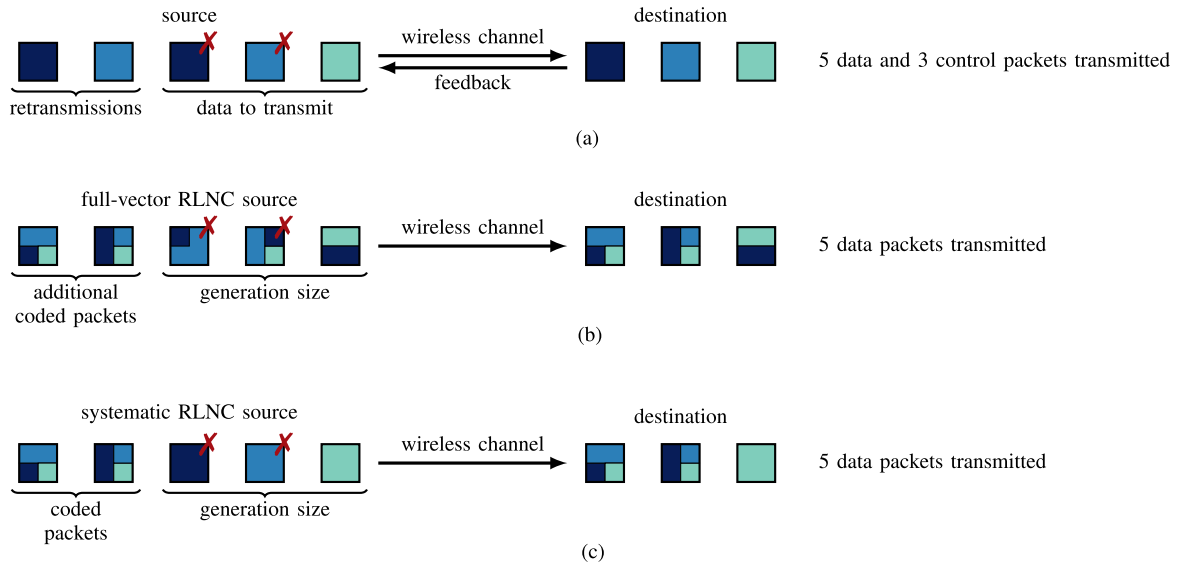 source
destination
wireless channel
feedback
5 data and 3 control packets transmitted
retransmissions
data to transmit
(a)
full-vector RLNC source
destination
wireless channel
5 data packets transmitted
additional
coded packets
generation size
(b)
systematic RLNC source
destination
wireless channel
5 data packets transmitted
coded
packets
generation size
(c)